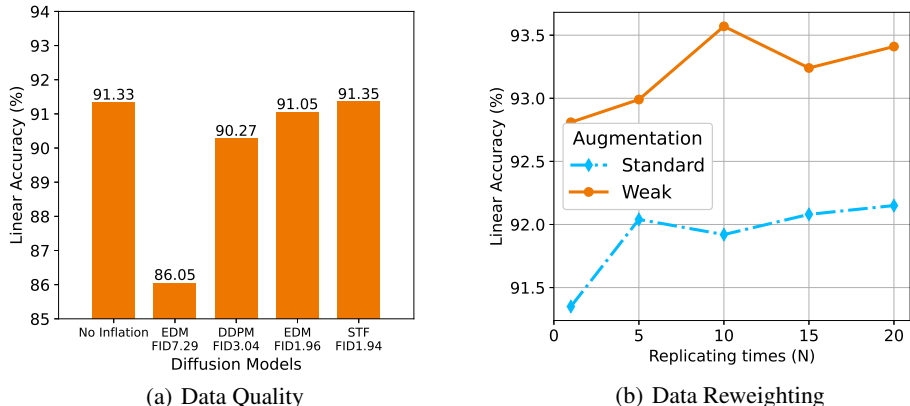 94
93
92
91
90
89
88
87
86
85
Linear Accuracy (%)
91.33
86.05
90.27
91.05
91.35
No Inflation
EDM
FID7.29
DDPM
FID3.04
EDM
FID1.96
STF
FID1.94
Diffusion Models
(a) Data Quality
93.5
93.0
92.5
92.0
91.5
Linear Accuracy (%)
Augmentation
Standard
Weak
0
5
10
15
20
Replicating times (N)
(b) Data Reweighting